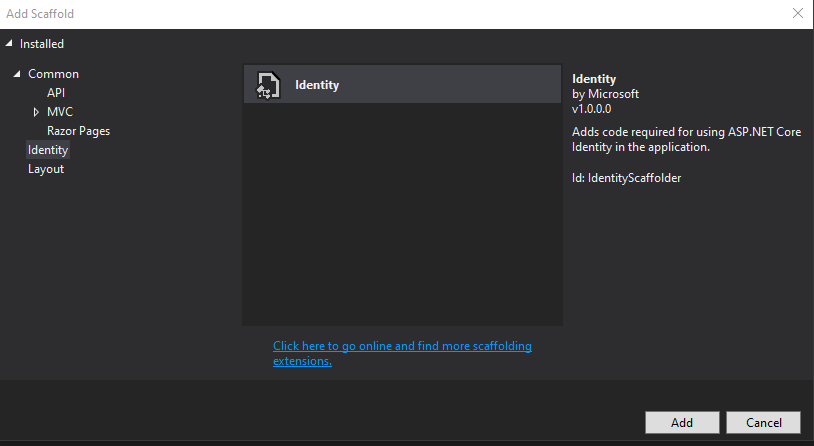 Add Scaffold
Installed
Common
API
MVC
Razor Pages
Identity
Layout
Identity
Click here to go online and find more scaffolding
extensions.
Identity
by Microsoft
v1.0.0.0
Adds code required for using ASP.NET Core
Identity in the application.
Id: IdentityScaffolder
Add
Cancel